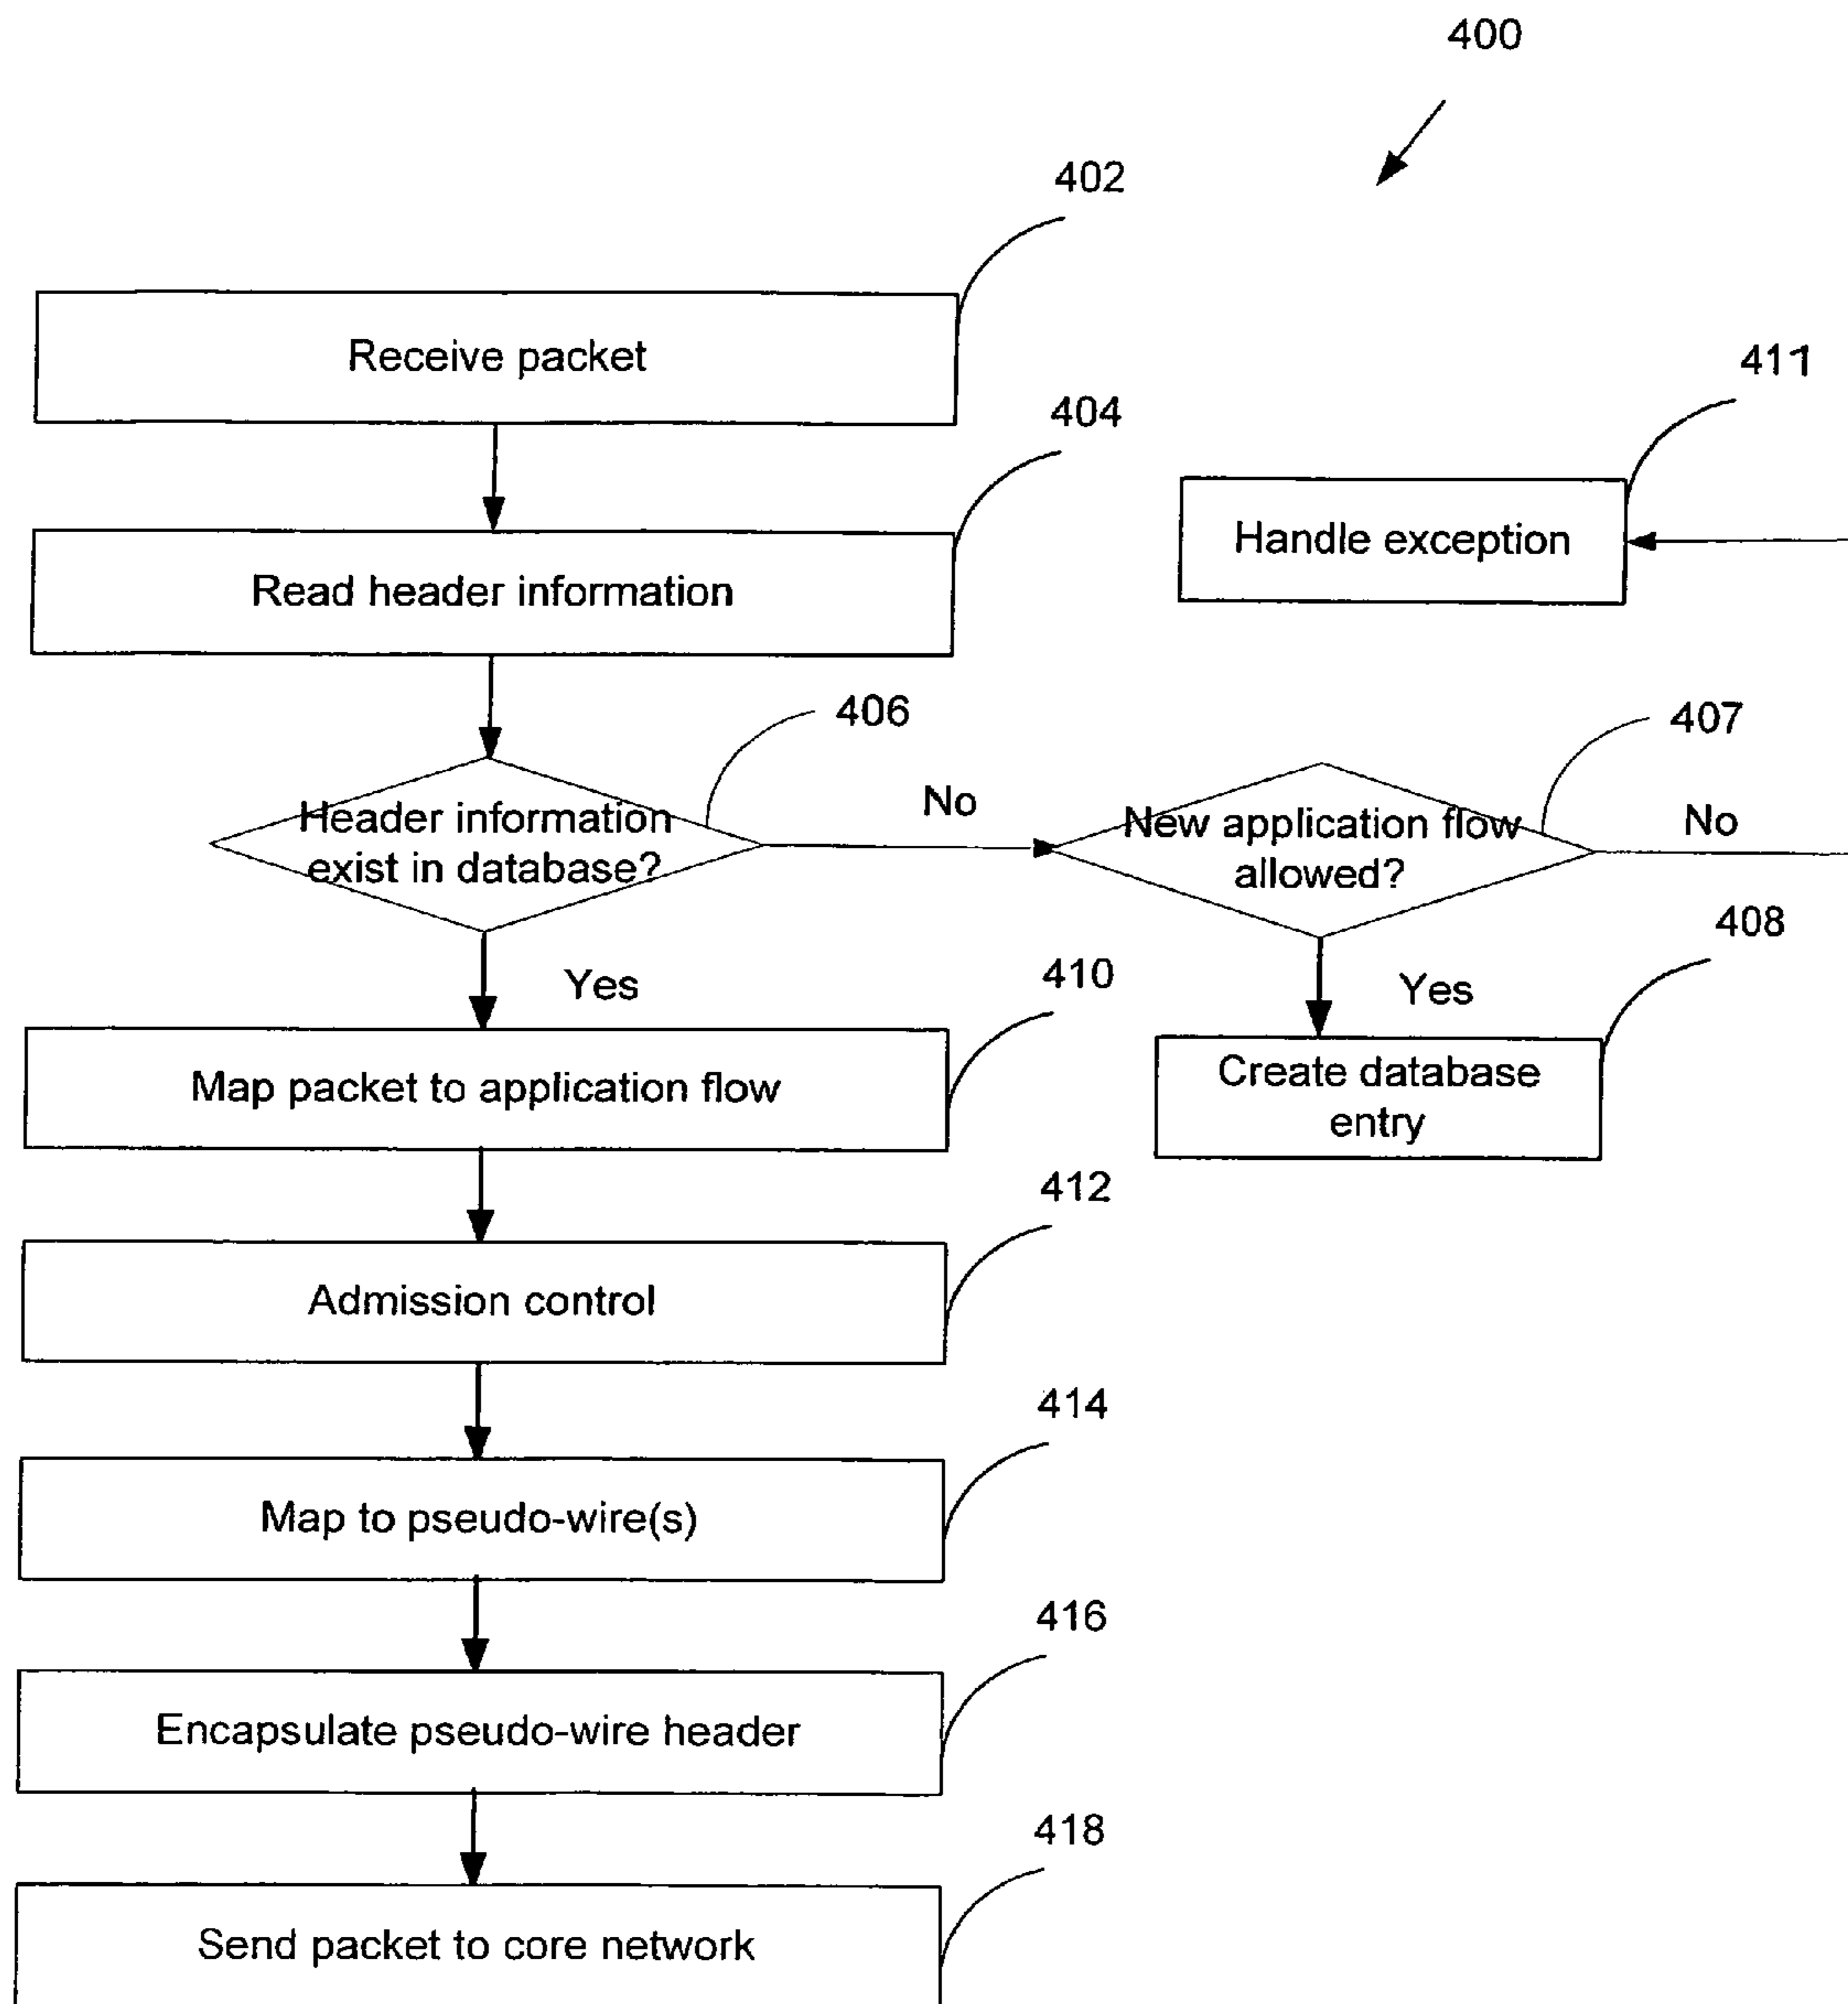 400
402
Receive packet
411
404
Handle exception
Read header information
406
407
Header information
exist in database?
No
New application flow
allowed?
No
408
Yes
410
Yes
Map packet to application flow
Create database
entry
412
Admission control
414
Map to pseudo-wire(s)
416
Encapsulate pseudo-wire header
418
Send packet to core network